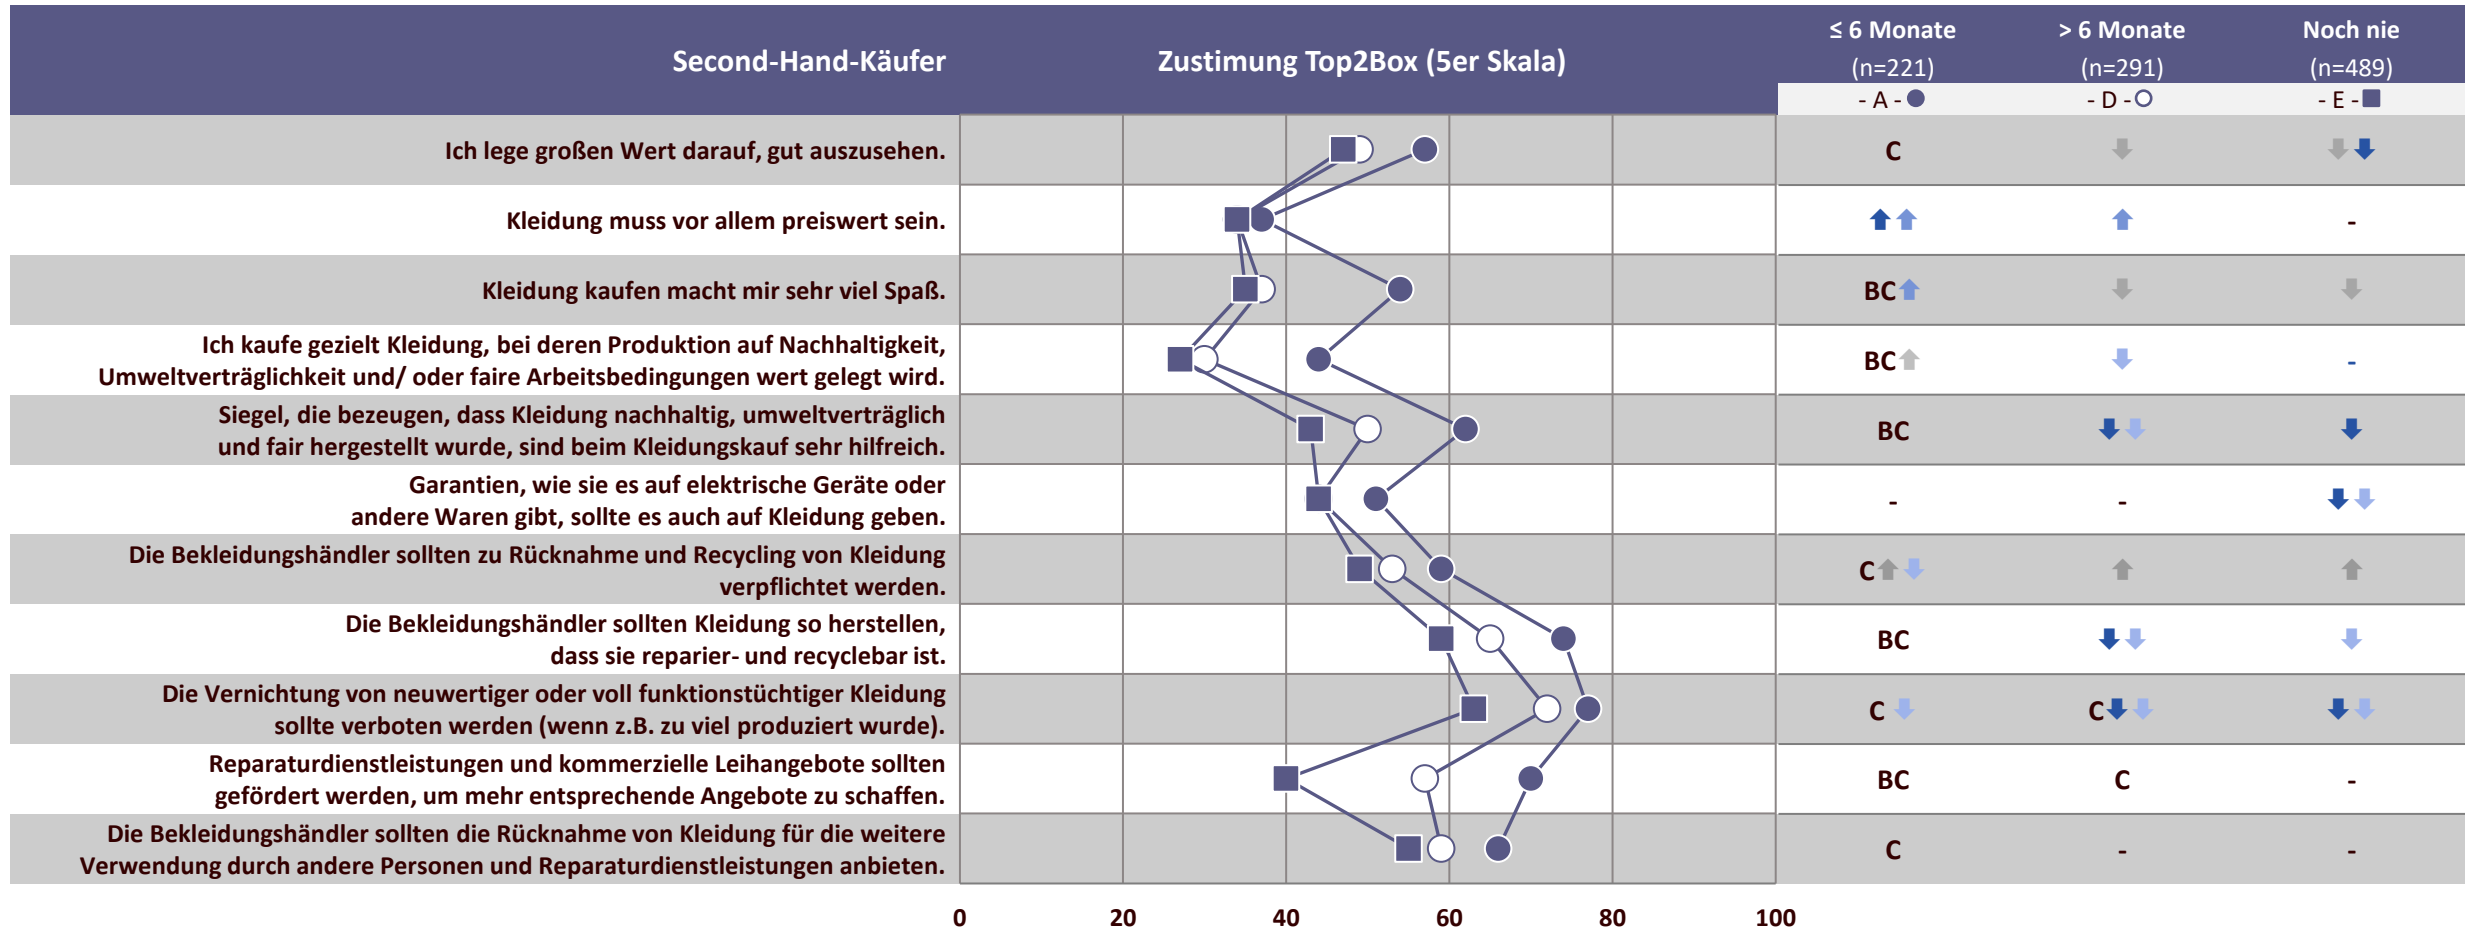 Second-Hand-Käufer
Zustimmung Top2Box (5er Skala)
≤ 6 Monate
(n=221)
> 6 Monate
(n=291)
Noch nie
(n=489)
- A -
- D -
- E -
Ich lege großen Wert darauf, gut auszusehen.
C
Kleidung muss vor allem preiswert sein.
-
Kleidung kaufen macht mir sehr viel Spaß.
BC
Ich kaufe gezielt Kleidung, bei deren Produktion auf Nachhaltigkeit,
Umweltverträglichkeit und/ oder faire Arbeitsbedingungen wert gelegt wird.
BC
-
Siegel, die bezeugen, dass Kleidung nachhaltig, umweltverträglich
und fair hergestellt wurde, sind beim Kleidungskauf sehr hilfreich.
BC
Garantien, wie sie es auf elektrische Geräte oder
andere Waren gibt, sollte es auch auf Kleidung geben.
-
-
Die Bekleidungshändler sollten zu Rücknahme und Recycling von Kleidung
verpflichtet werden.
C
Die Bekleidungshändler sollten Kleidung so herstellen,
dass sie reparier- und recyclebar ist.
BC
Die Vernichtung von neuwertiger oder voll funktionstüchtiger Kleidung
sollte verboten werden (wenn z.B. zu viel produziert wurde).
C
C
Reparaturdienstleistungen und kommerzielle Leihangebote sollten
gefördert werden, um mehr entsprechende Angebote zu schaffen.
BC
C
-
Die Bekleidungshändler sollten die Rücknahme von Kleidung für die weitere
Verwendung durch andere Personen und Reparaturdienstleistungen anbieten.
C
-
-
0 20 40 60 80 100